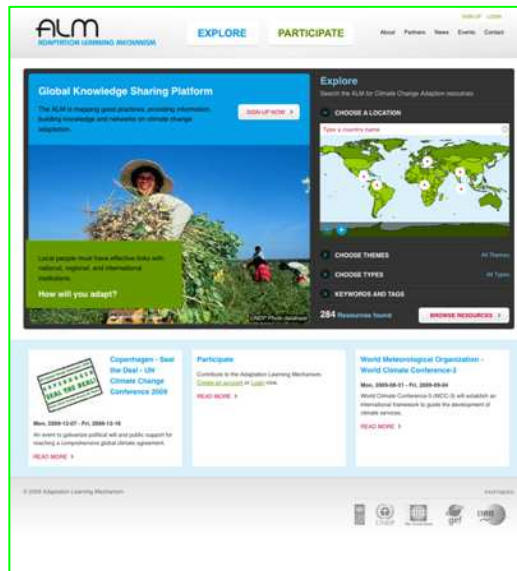 SIGN UP LOGIN
ALM
ADAPTATION LEARNING MECHANISM
EXPLORE
PARTICIPATE
About Partners News Events Contact
Global Knowledge Sharing Platform
The ALM is mapping good practices, providing information,
building knowledge and networks on climate change
adaptation.
SIGN UP NOW
Local people must have effective links with
national, regional, and international
institutions.
How will you adapt?
UNDP Photo database
Explore
Search the ALM for Climate Change Adaption resources
CHOOSE A LOCATION
Type a country name
CHOOSE THEMES
All Themes
CHOOSE TYPES
All Types
KEYWORDS AND TAGS
284 Resources found
BROWSE RESOURCES
SEAL THE DEAL!
Copenhagen - Seal
the Deal - UN
Climate Change
Conference 2009
Mon, 2009-12-07 - Fri, 2009-12-18
An event to galvanize political will and public support for
reaching a comprehensive global climate agreement.
READ MORE
Participate
Contribute to the Adaptation Learning Mechanism.
Create an account or Login now.
READ MORE
World Meteorological Organization -
World Climate Conference-3
Mon, 2009-08-31 - Fri, 2009-09-04
World Climate Conference-3 (WCC-3) will establish an
international framework to guide the development of
climate services.
READ MORE
© 2009 Adaptation Learning Mechanism
PARTNERS
UNEP
gef